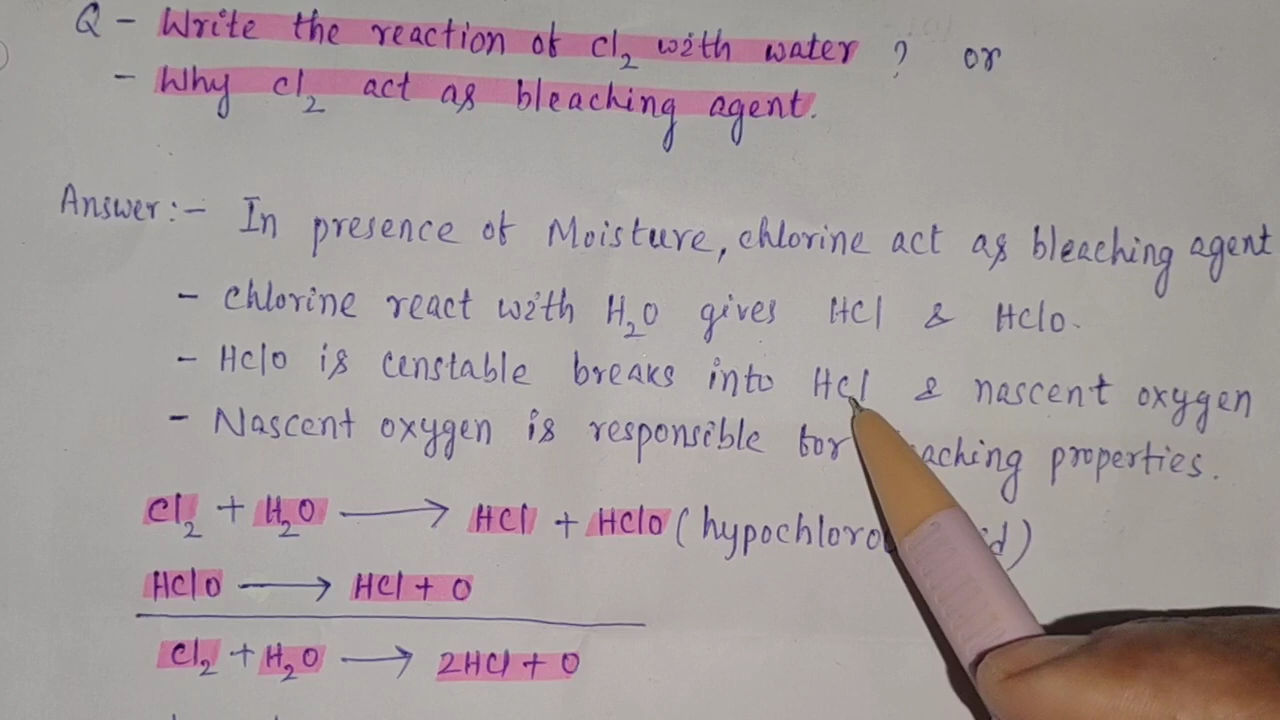 Q - Write the reaction of Cl₂ with water ? or
- Why Cl₂ act as bleaching agent.
Answer :- In presence of Moisture, chlorine act as bleaching agent
- Chlorine react with H₂O gives HCl & HClO.
- HClO is unstable breaks into HCl & nascent oxygen
- Nascent oxygen is responsible for properties.
Cl₂ + H₂O ⟶ HCl + HClO (
HClO ⟶ HCl + O
Cl₂ + H₂O ⟶ 2HCl + O